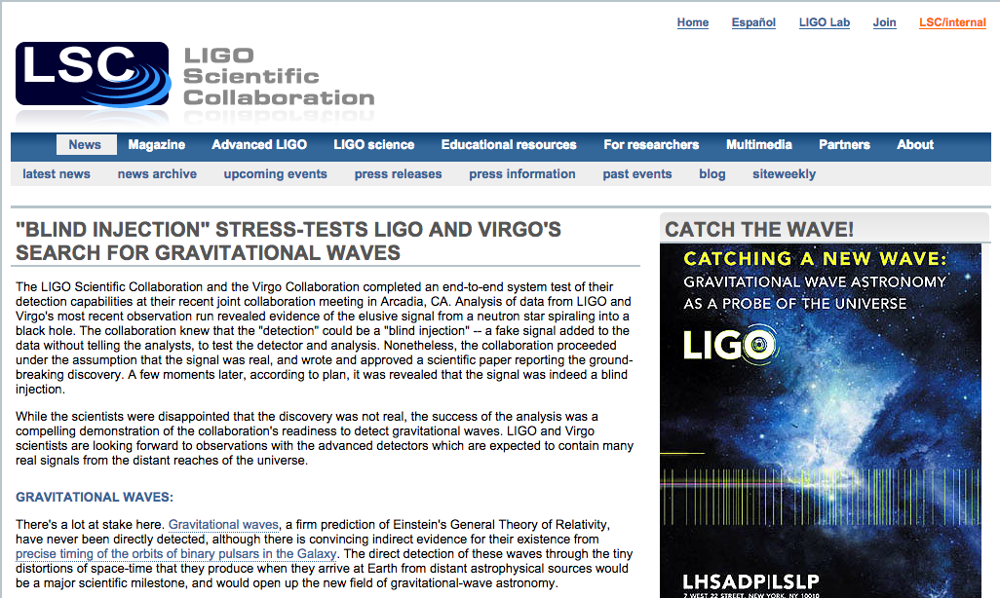 Home Español LIGO Lab Join LSC/internal
LSC
LIGO
Scientific
Collaboration
News Magazine Advanced LIGO LIGO science Educational resources For researchers Multimedia Partners About
latest news news archive upcoming events press releases press information past events blog siteweekly
"BLIND INJECTION" STRESS-TESTS LIGO AND VIRGO'S
SEARCH FOR GRAVITATIONAL WAVES
The LIGO Scientific Collaboration and the Virgo Collaboration completed an end-to-end system test of their
detection capabilities at their recent joint collaboration meeting in Arcadia, CA. Analysis of data from LIGO and
Virgo's most recent observation run revealed evidence of the elusive signal from a neutron star spiraling into a
black hole. The collaboration knew that the "detection" could be a "blind injection" -- a fake signal added to the
data without telling the analysts, to test the detector and analysis. Nonetheless, the collaboration proceeded
under the assumption that the signal was real, and wrote and approved a scientific paper reporting the ground-
breaking discovery. A few moments later, according to plan, it was revealed that the signal was indeed a blind
injection.
While the scientists were disappointed that the discovery was not real, the success of the analysis was a
compelling demonstration of the collaboration's readiness to detect gravitational waves. LIGO and Virgo
scientists are looking forward to observations with the advanced detectors which are expected to contain many
real signals from the distant reaches of the universe.
GRAVITATIONAL WAVES:
There's a lot at stake here. Gravitational waves, a firm prediction of Einstein's General Theory of Relativity,
have never been directly detected, although there is convincing indirect evidence for their existence from
precise timing of the orbits of binary pulsars in the Galaxy. The direct detection of these waves through the tiny
distortions of space-time that they produce when they arrive at Earth from distant astrophysical sources would
be a major scientific milestone, and would open up the new field of gravitational-wave astronomy.
CATCH THE WAVE!
CATCHING A NEW WAVE:
GRAVITATIONAL WAVE ASTRONOMY
AS A PROBE OF THE UNIVERSE
LIGO
LHSADP|LSLP
7 WEST 22 STREET, NEW YORK, NY 10010